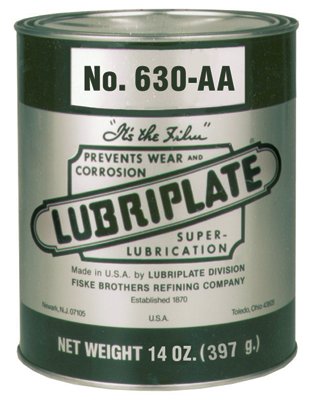 No. 630-AA
"It's the Film"
PREVENTS WEAR AND
CORROSION
LUBRIPLATE
®
SUPER-
LUBRICATION
Made in U.S.A. by LUBRIPLATE DIVISION
FISKE BROTHERS REFINING COMPANY
Established 1870
Newark, N.J. 07105
Toledo, Ohio 43605
U.S.A.
NET WEIGHT 14 OZ. (397 g.)